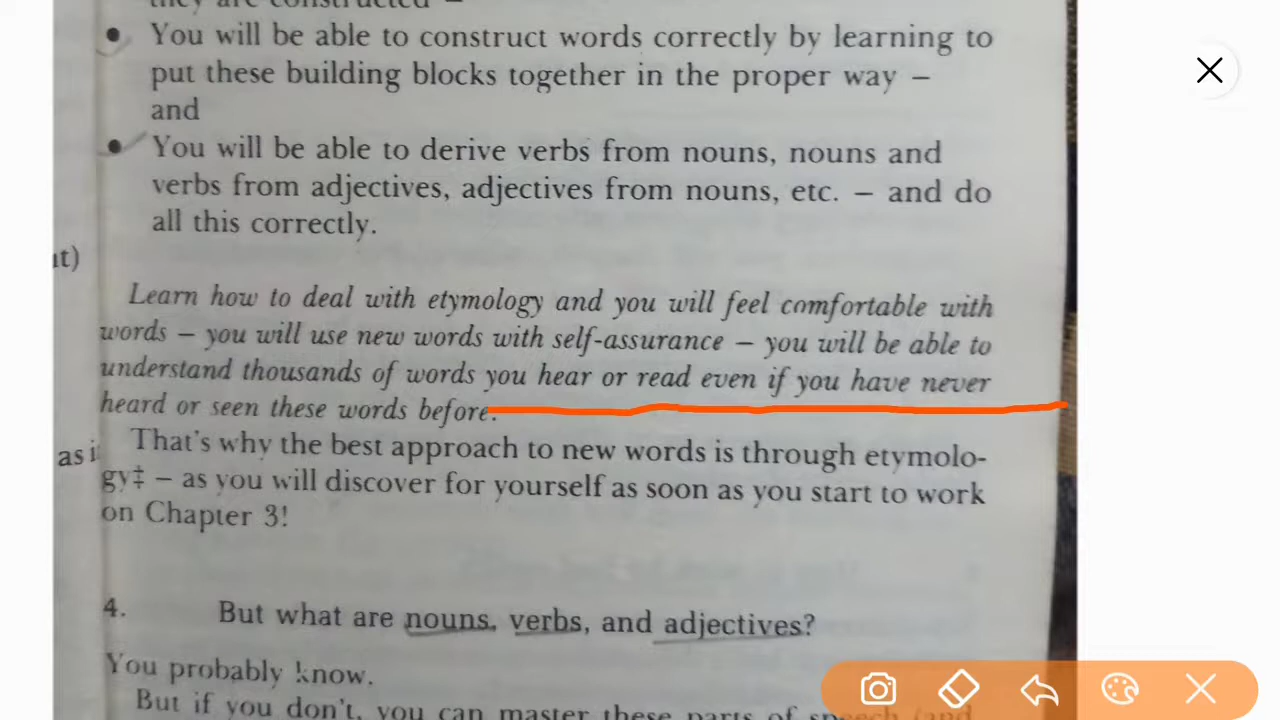 they are constructed –
• You will be able to construct words correctly by learning to
put these building blocks together in the proper way –
and
• You will be able to derive verbs from nouns, nouns and
verbs from adjectives, adjectives from nouns, etc. – and do
all this correctly.
Learn how to deal with etymology and you will feel comfortable with
words – you will use new words with self-assurance – you will be able to
understand thousands of words you hear or read even if you have never
heard or seen these words before.
That's why the best approach to new words is through etymolo-
gy‡ – as you will discover for yourself as soon as you start to work
on Chapter 3!
4. But what are nouns, verbs, and adjectives?
You probably know.
But if you don't, you can master these parts of speech (and